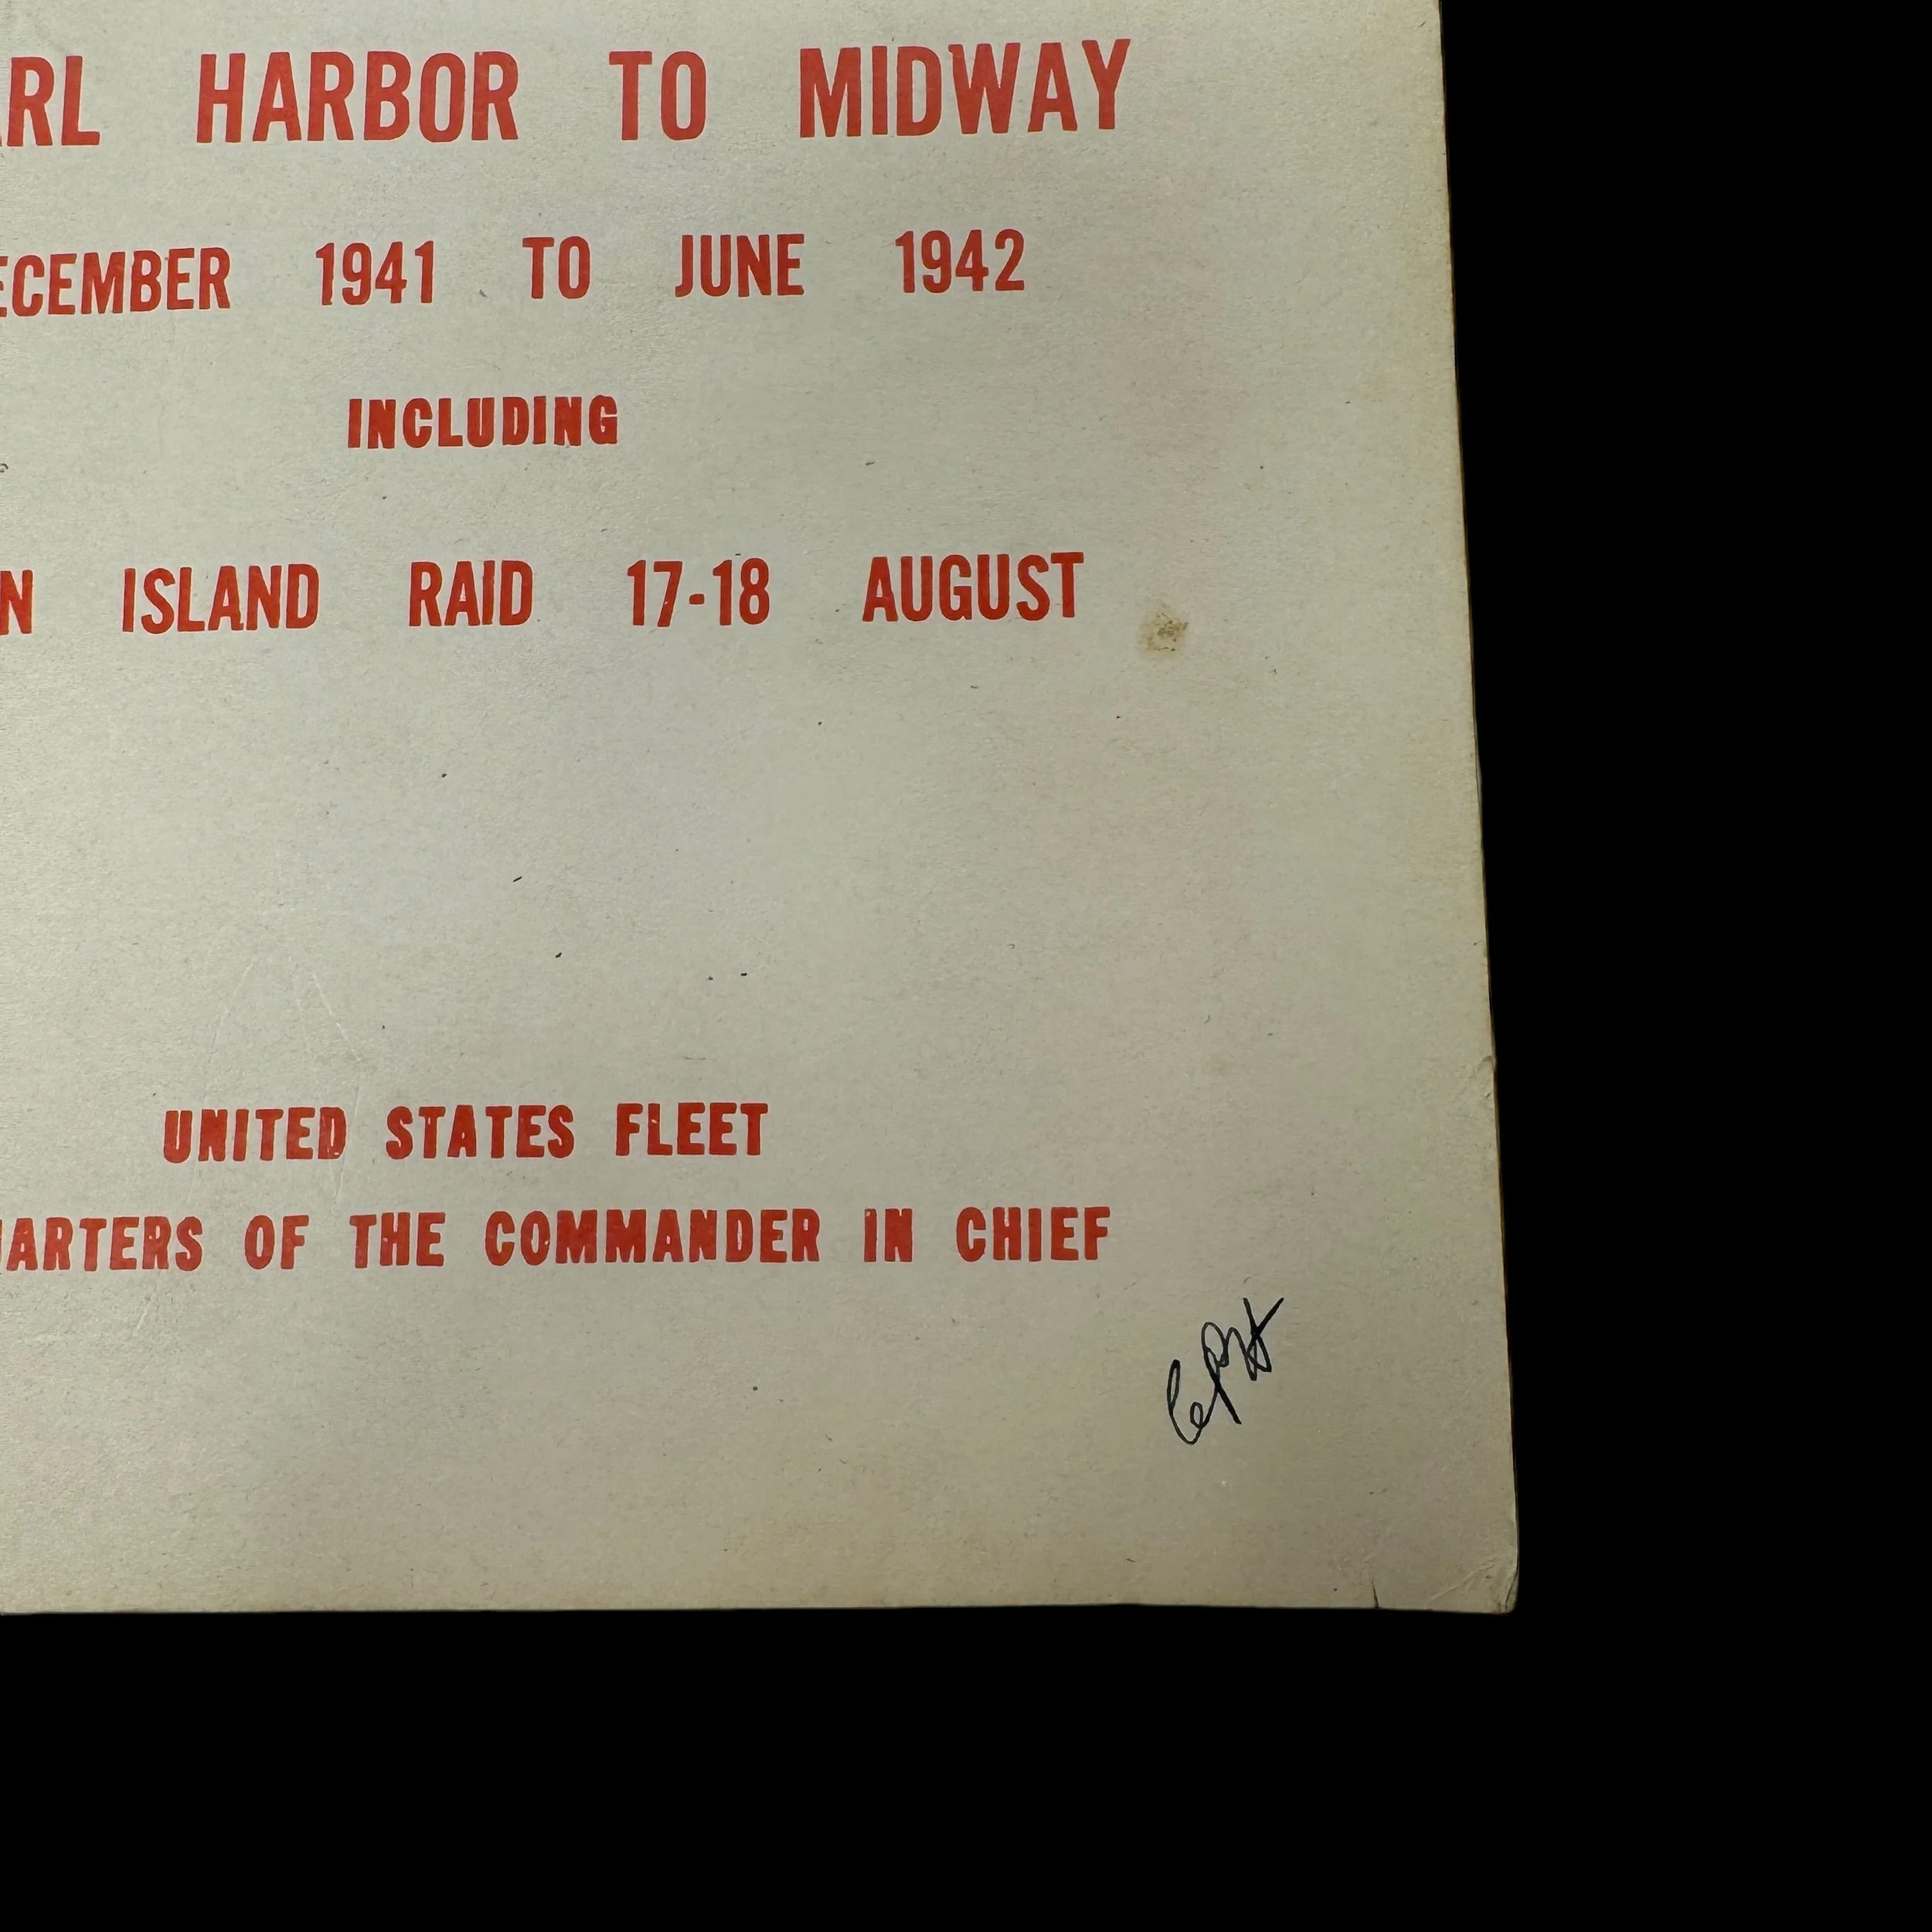 ARL HARBOR TO MIDWAY
ECEMBER 1941 TO JUNE 1942
INCLUDING
N ISLAND RAID 17-18 AUGUST
UNITED STATES FLEET
UARTERS OF THE COMMANDER IN CHIEF